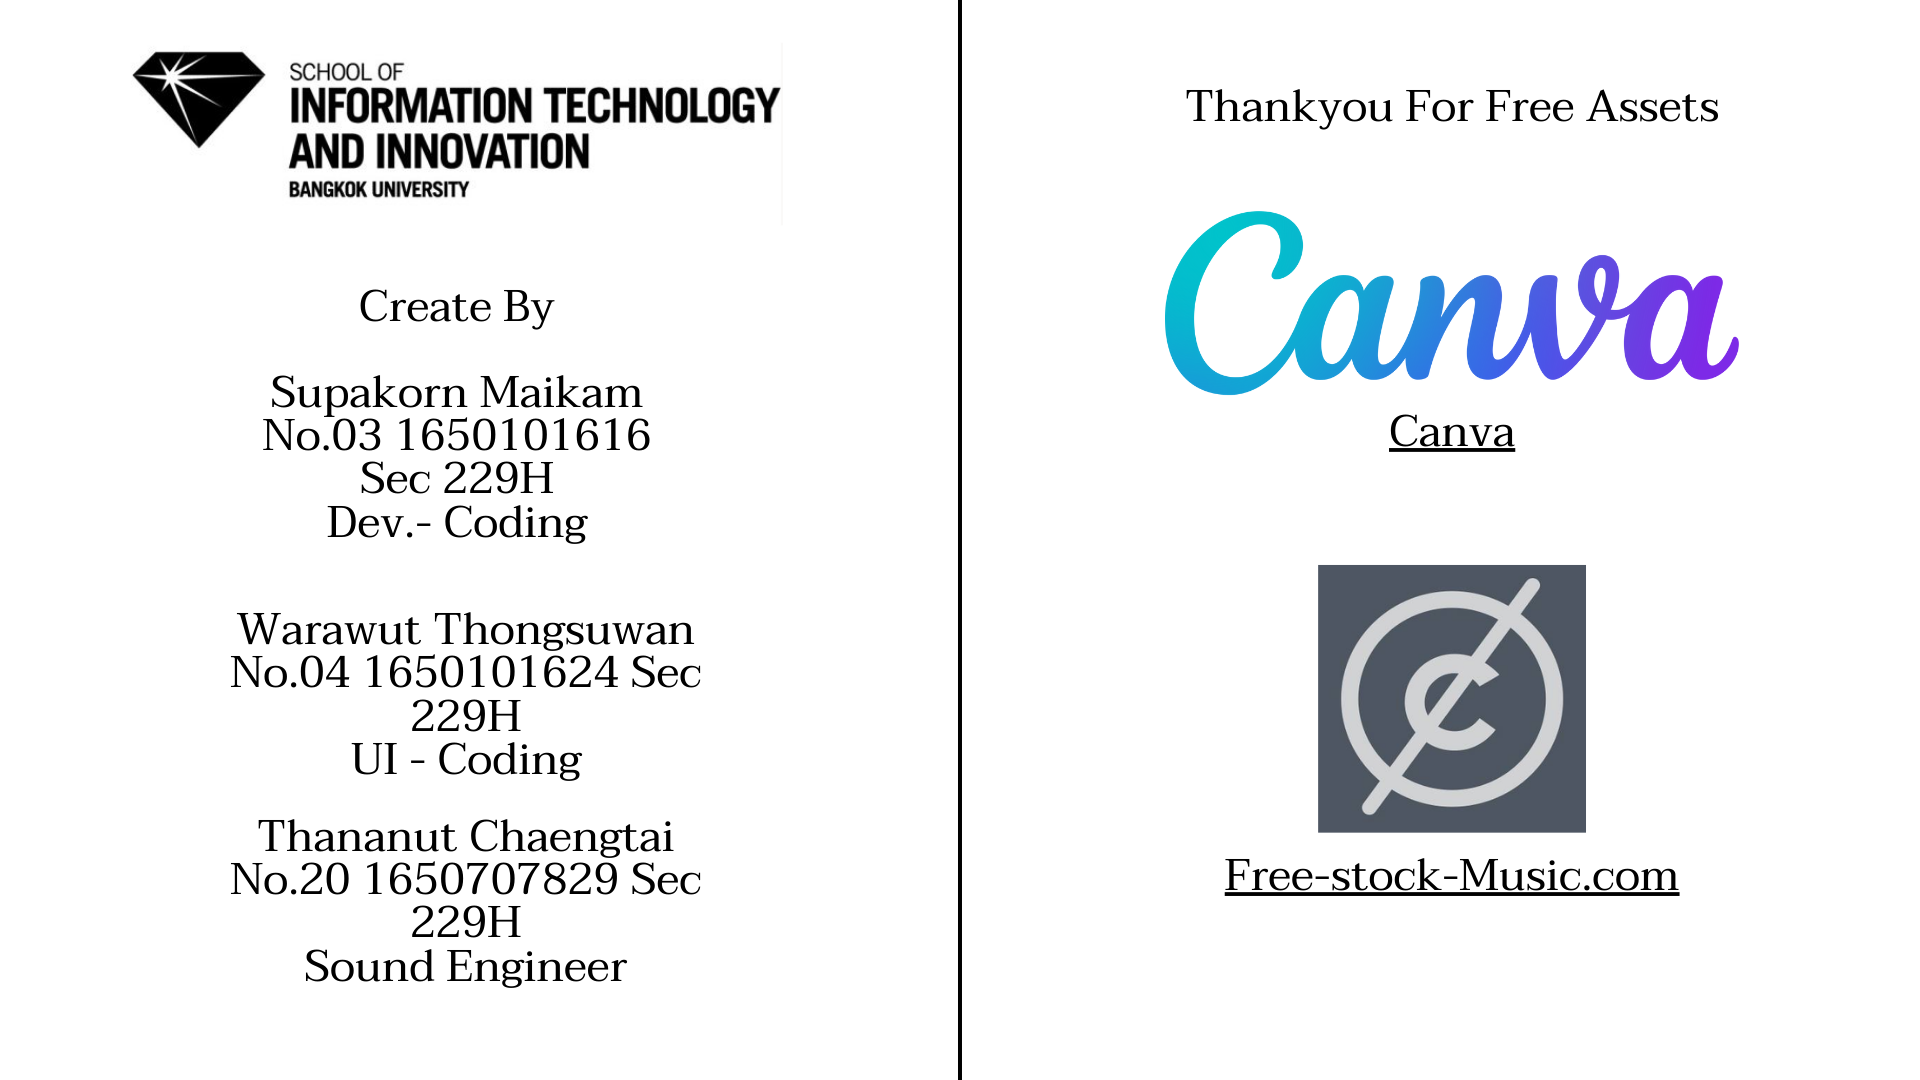 SCHOOL OF
INFORMATION TECHNOLOGY
AND INNOVATION
BANGKOK UNIVERSITY
Create By
Supakorn Maikam
No.03 1650101616
Sec 229H
Dev.- Coding
Warawut Thongsuwan
No.04 1650101624 Sec
229H
UI - Coding
Thananut Chaengtai
No.20 1650707829 Sec
229H
Sound Engineer
Thankyou For Free Assets
Canva
Canva
Free-stock-Music.com